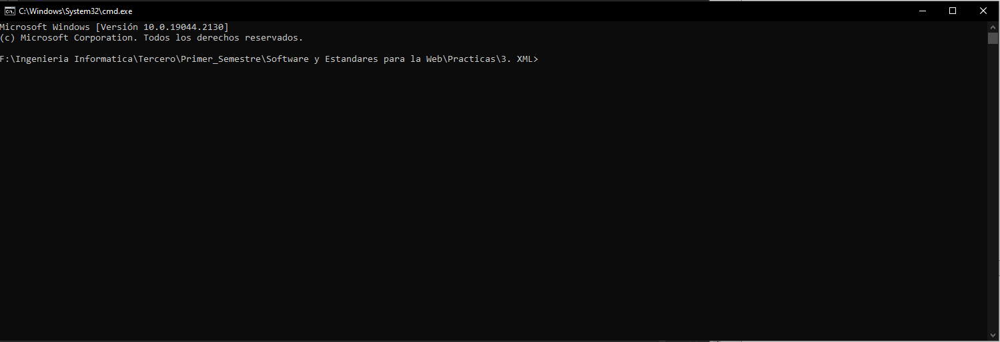 C:\Windows\System32\cmd.exe
Microsoft Windows [Versión 10.0.19044.2130]
(c) Microsoft Corporation. Todos los derechos reservados.
F:\Ingenieria Informatica\Tercero\Primer_Semestre\Software y Estandares para la Web\Practicas\3. XML>